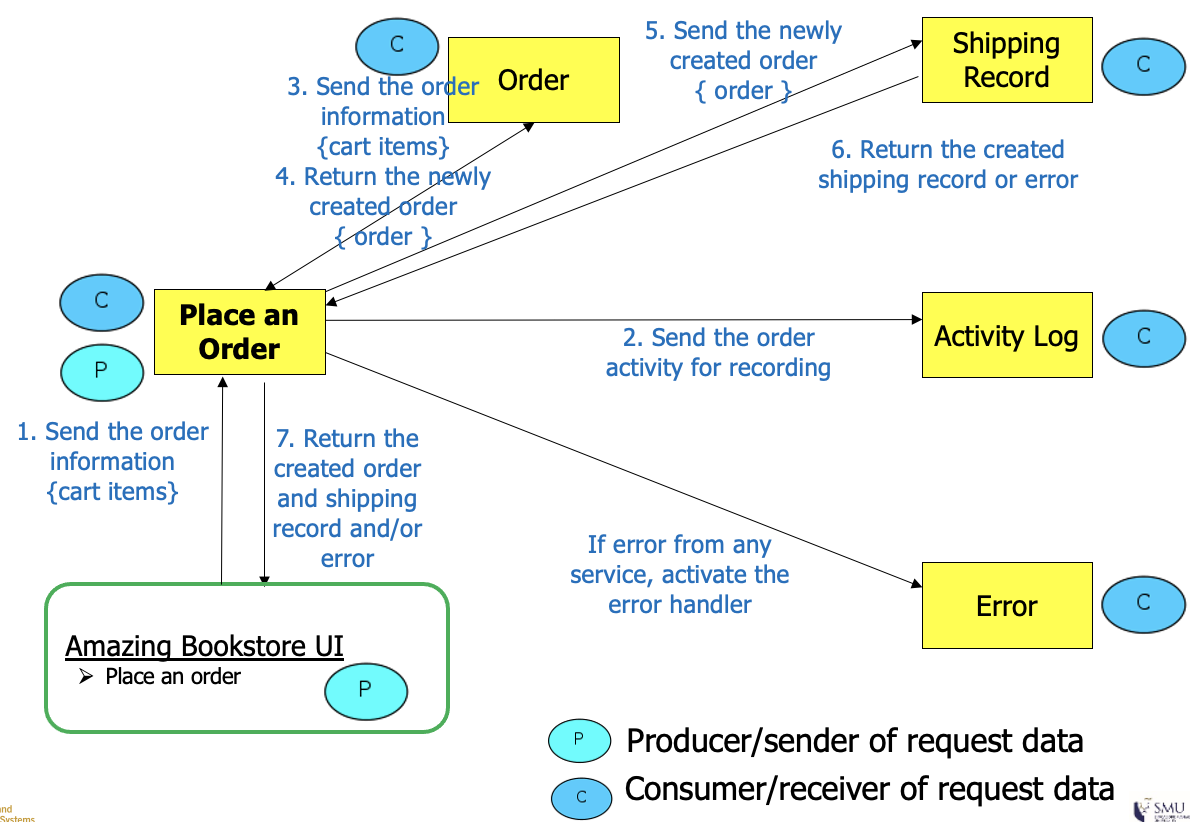 C
Order
3. Send the order
information
{cart items}
4. Return the newly
created order
{ order }
5. Send the newly
created order
{ order }
Shipping
Record
C
6. Return the created
shipping record or error
C
P
Place an
Order
2. Send the order
activity for recording
Activity Log
C
1. Send the order
information
{cart items}
7. Return the
created order
and shipping
record and/or
error
If error from any
service, activate the
error handler
Error
C
Amazing Bookstore UI
➢ Place an order
P
P
Producer/sender of request data
C
Consumer/receiver of request data
nd
Systems
SMU